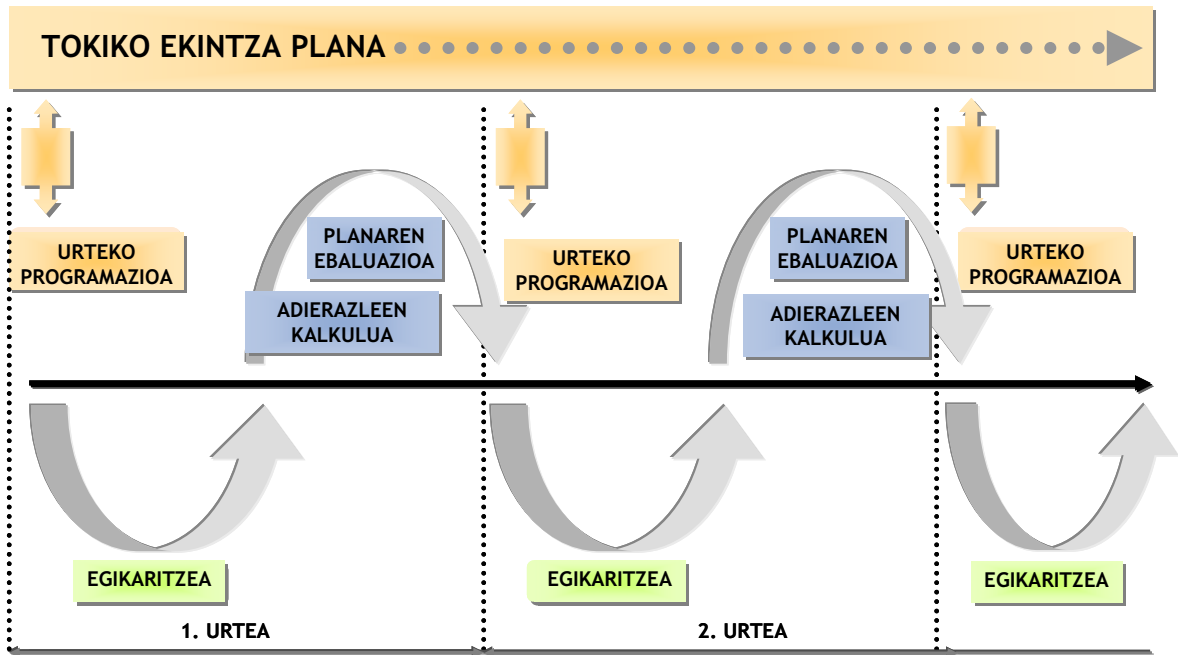 TOKIKO EKINTZA PLANA
URTEKO
PROGRAMAZIOA
PLANAREN
EBALUAZIOA
ADIERAZLEEN
KALKULUA
URTEKO
PROGRAMAZIOA
PLANAREN
EBALUAZIOA
ADIERAZLEEN
KALKULUA
URTEKO
PROGRAMAZIOA
EGIKARITZEA
EGIKARITZEA
EGIKARITZEA
1. URTEA
2. URTEA